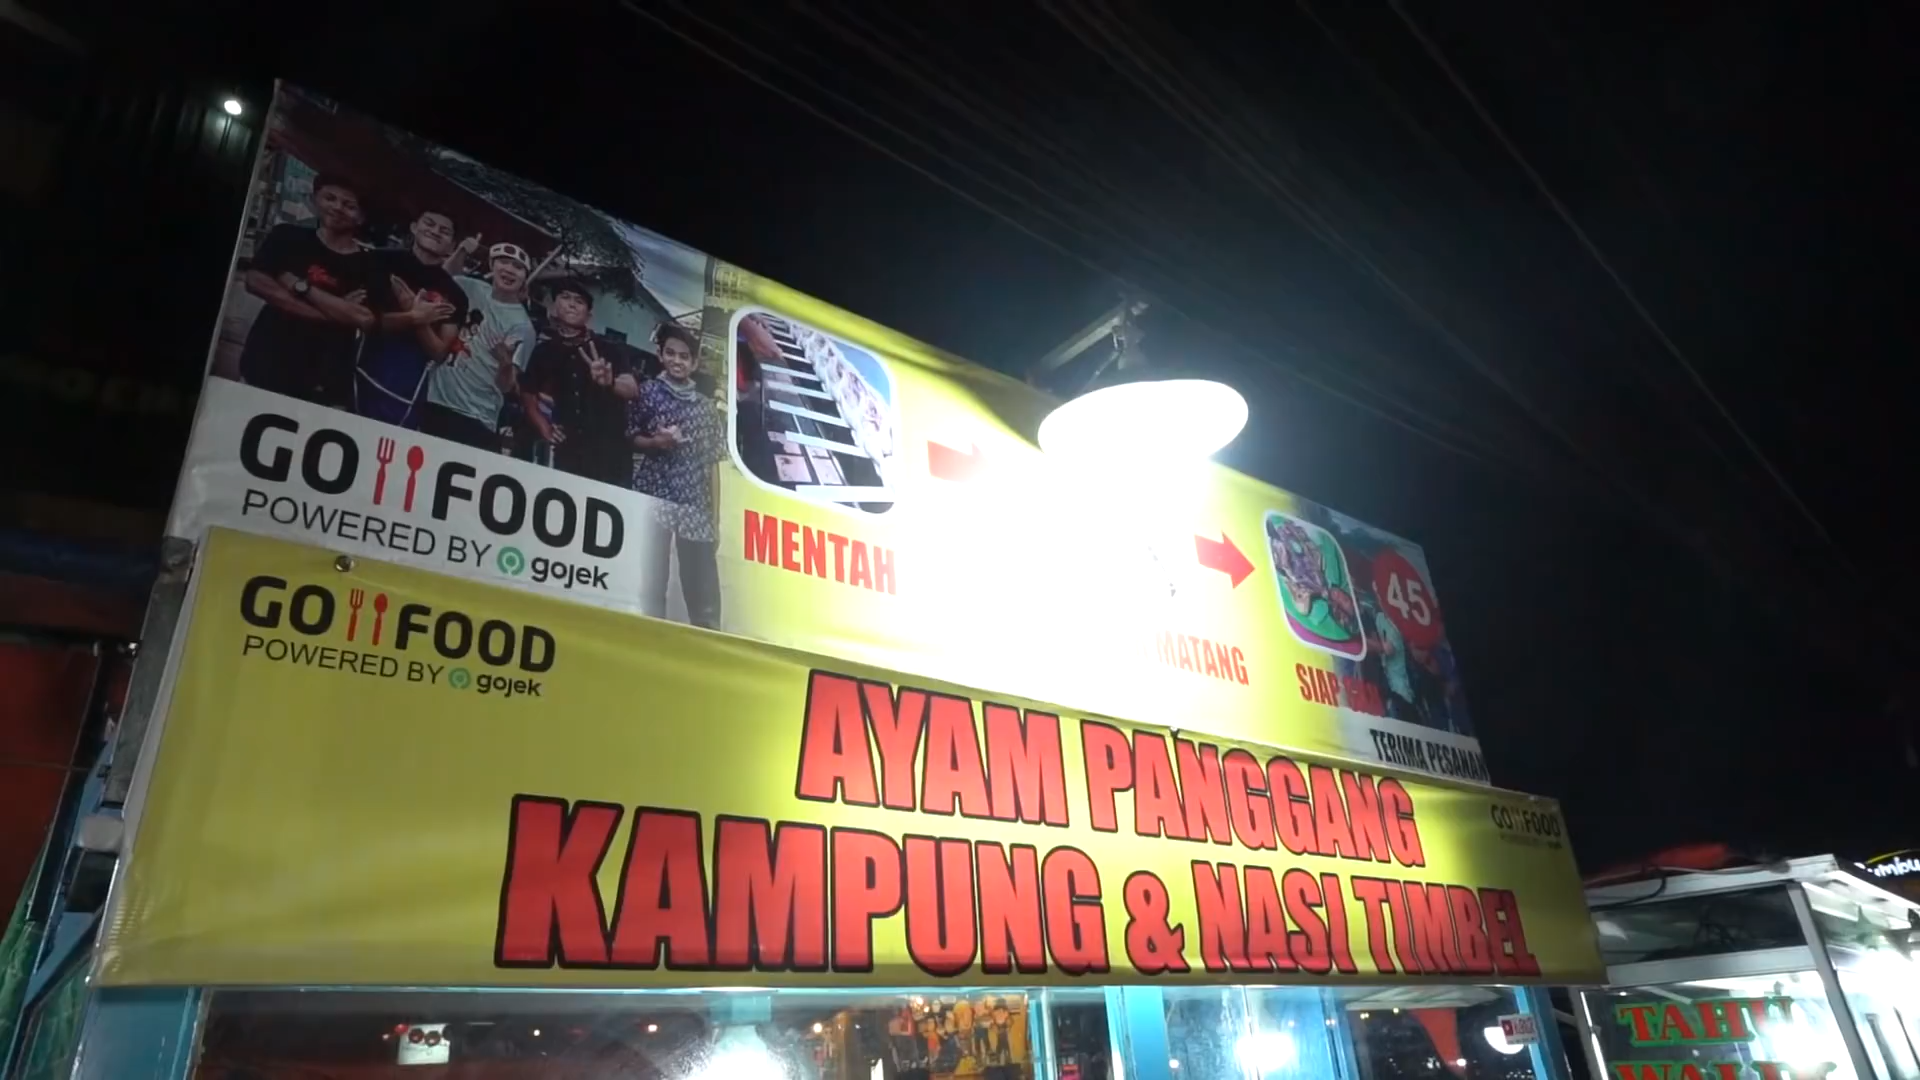 GO FOOD
POWERED BY gojek
MENTAH
MATANG
SIAP
45
TERIMA PESANAN
GO FOOD
POWERED BY gojek
AYAM PANGGANG
KAMPUNG & NASI TIMBEL
GO FOOD
TAHU